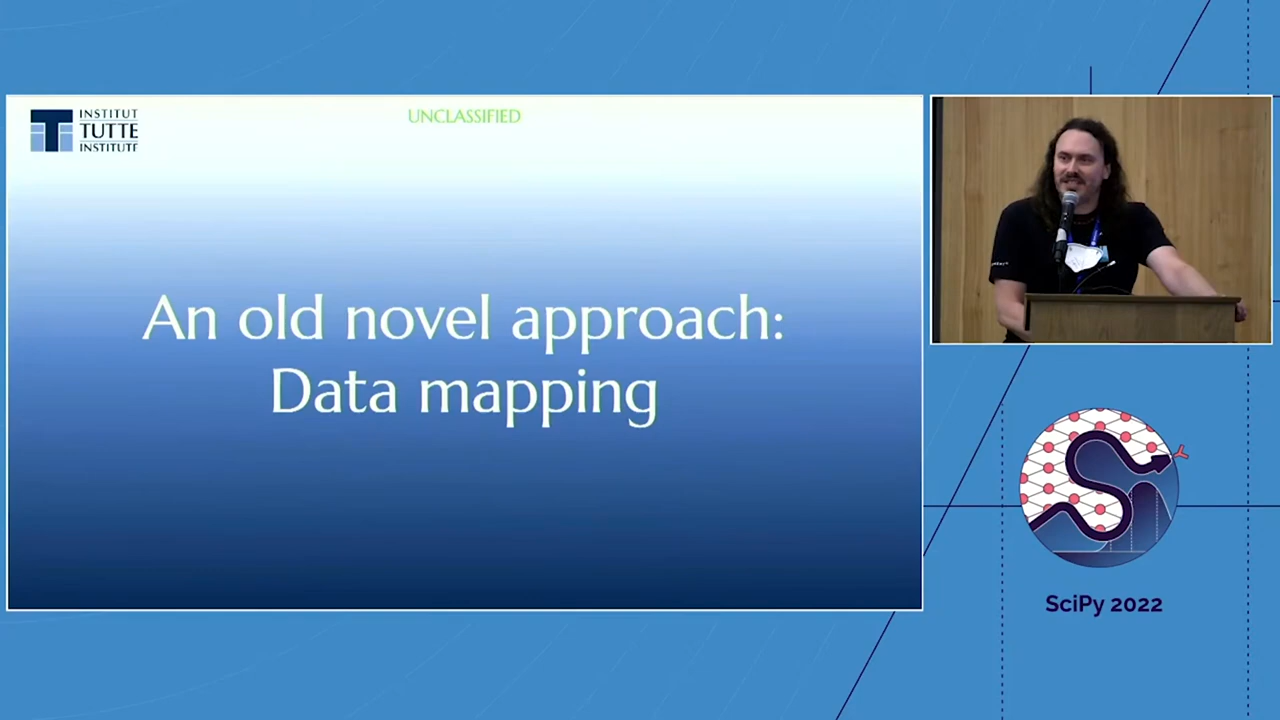 INSTITUT
TUTTE
INSTITUTE
UNCLASSIFIED
An old novel approach:
Data mapping
SciPy 2022